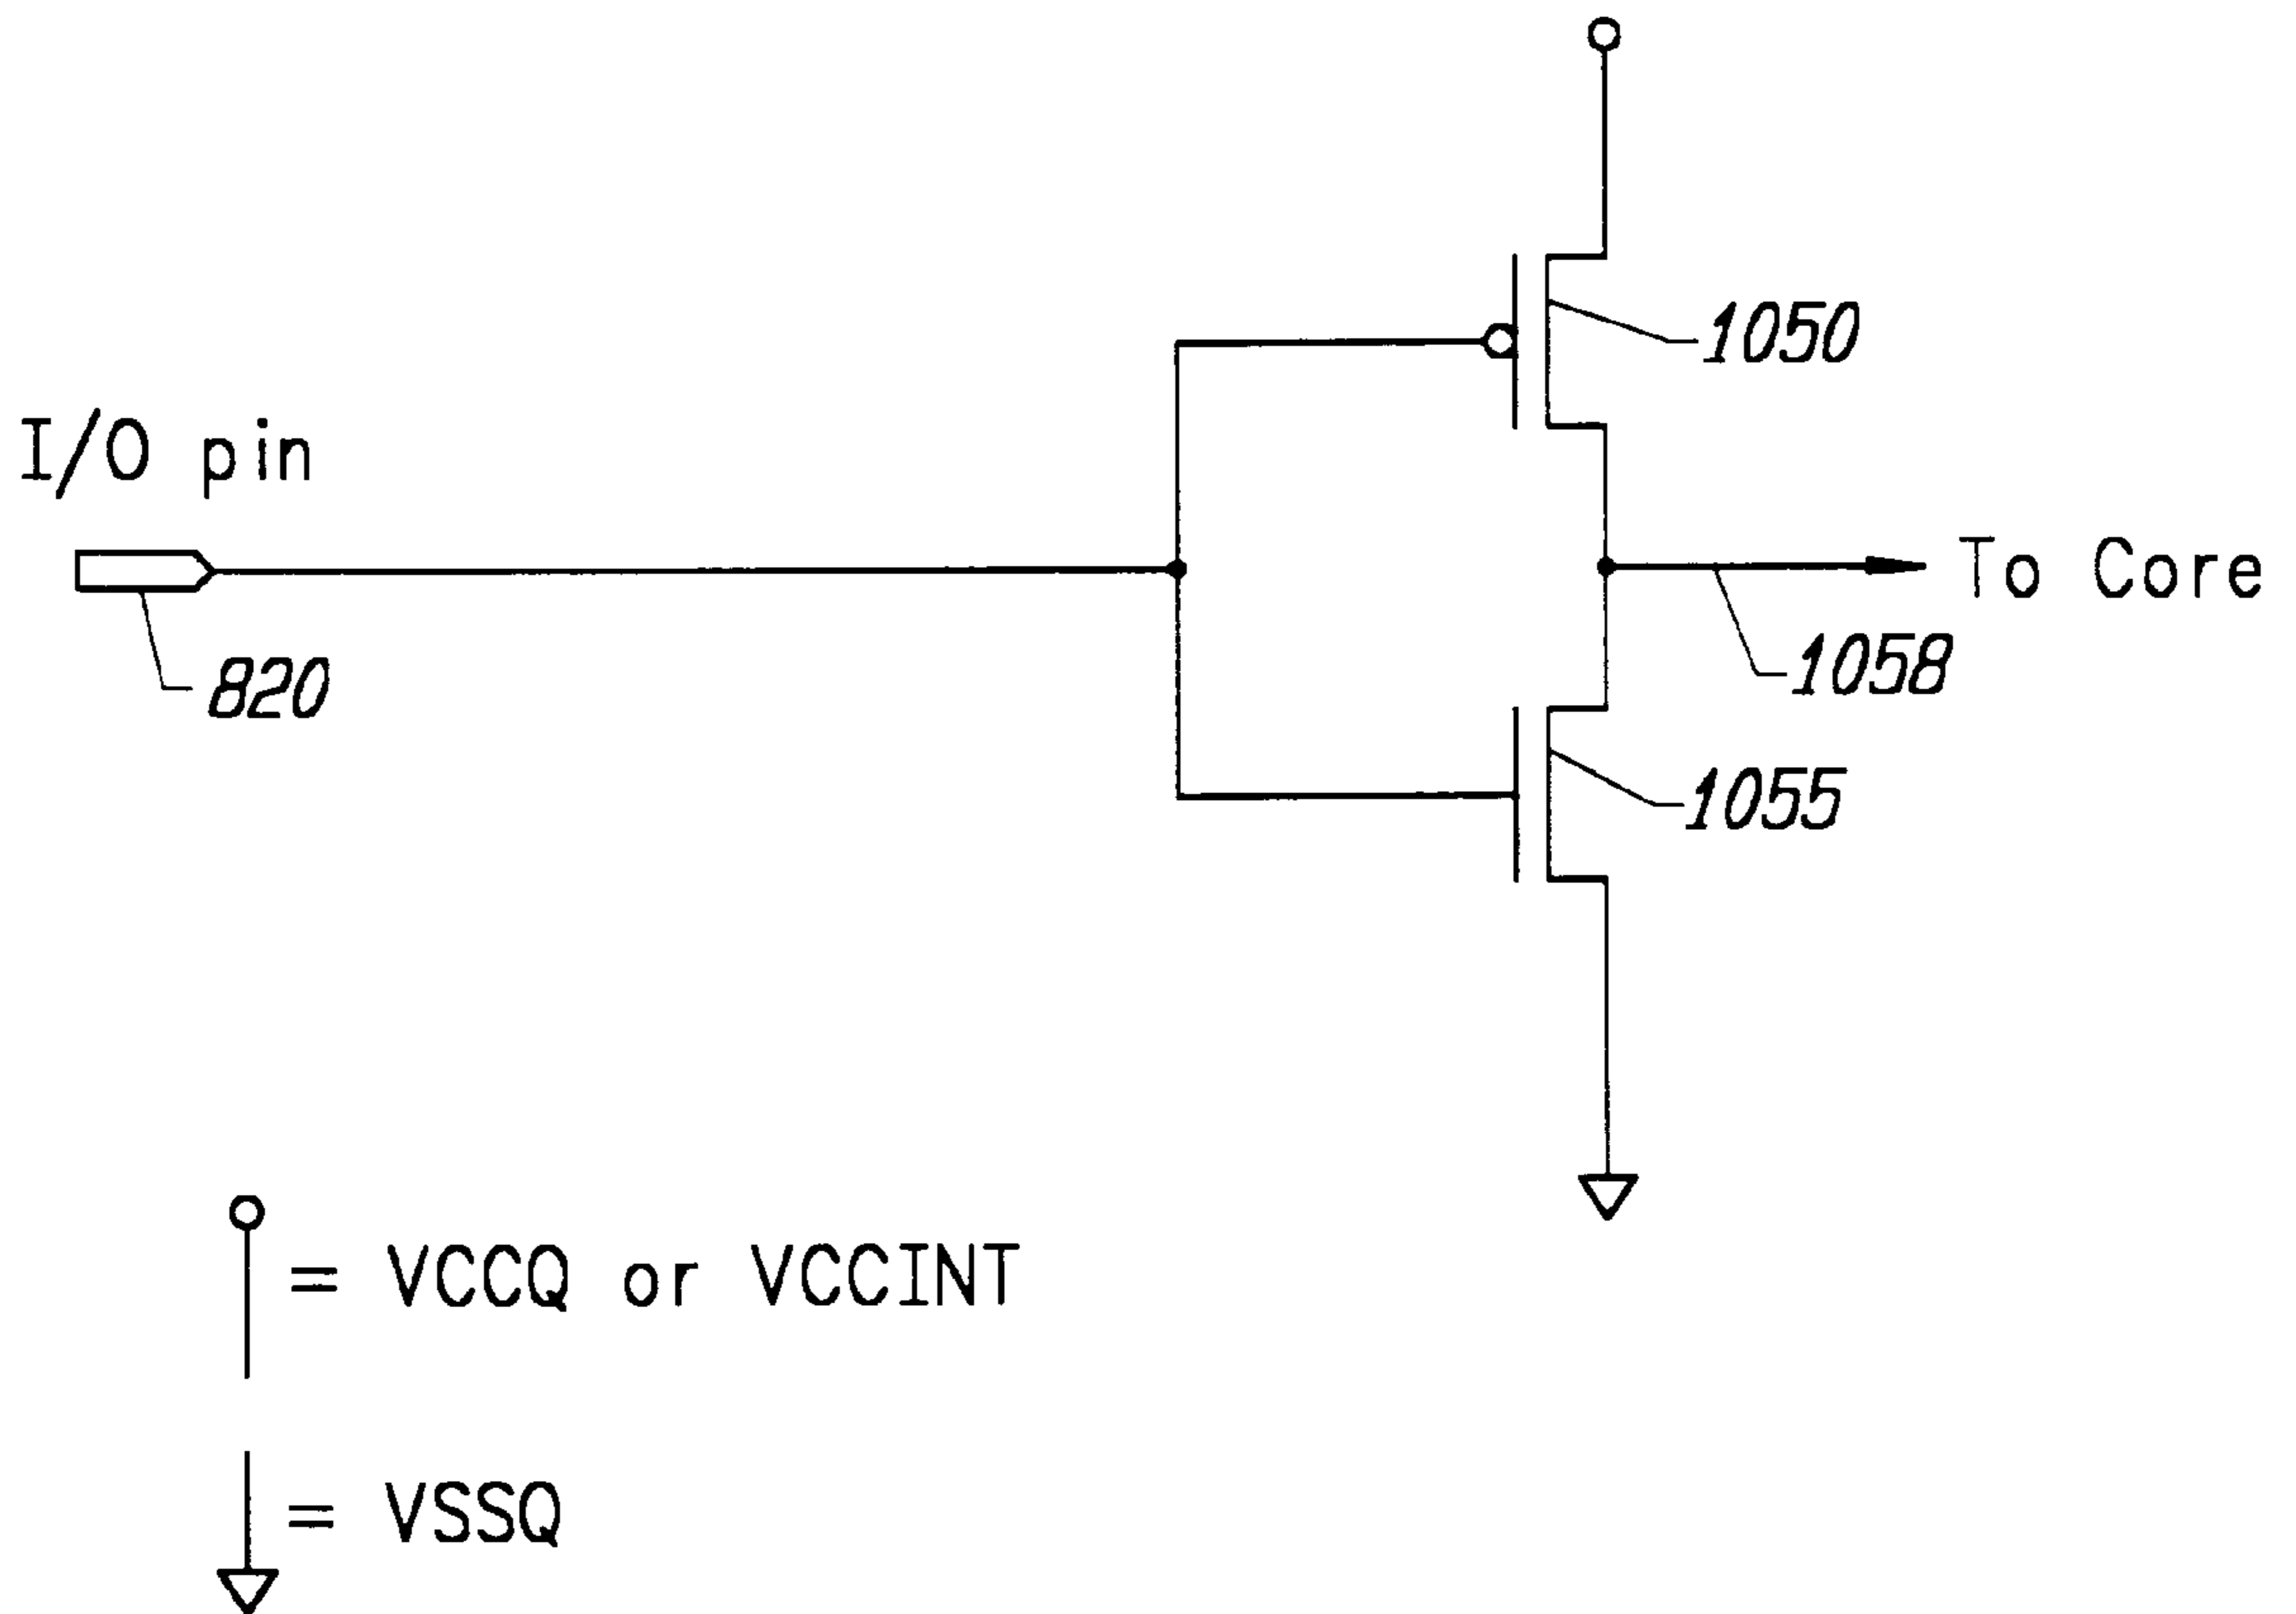 1050
I/O pin
To Core
820
1058
1055
= VCCQ or VCCINT
= VSSQ